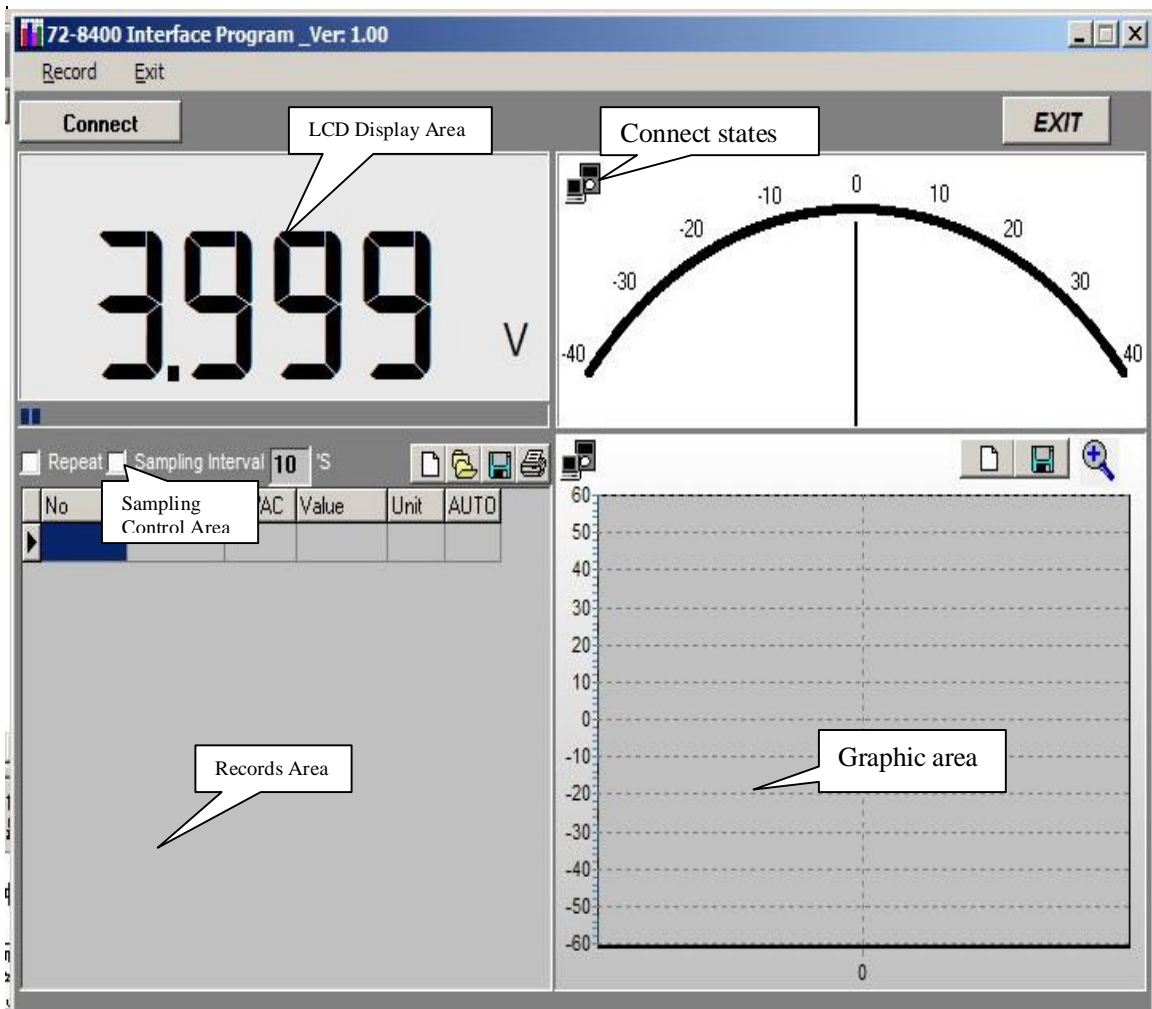 72-8400 Interface Program _Ver: 1.00
Record Exit
Connect
LCD Display Area
Connect states
EXIT
3.999 V
-40 -30 -20 -10 0 10 20 30 40
Repeat Sampling Interval 10 'S
No Value Unit AUTO
Sampling
Control Area
Records Area
60
50
40
30
20
10
0
-10
-20
-30
-40
-50
-60
0
Graphic area